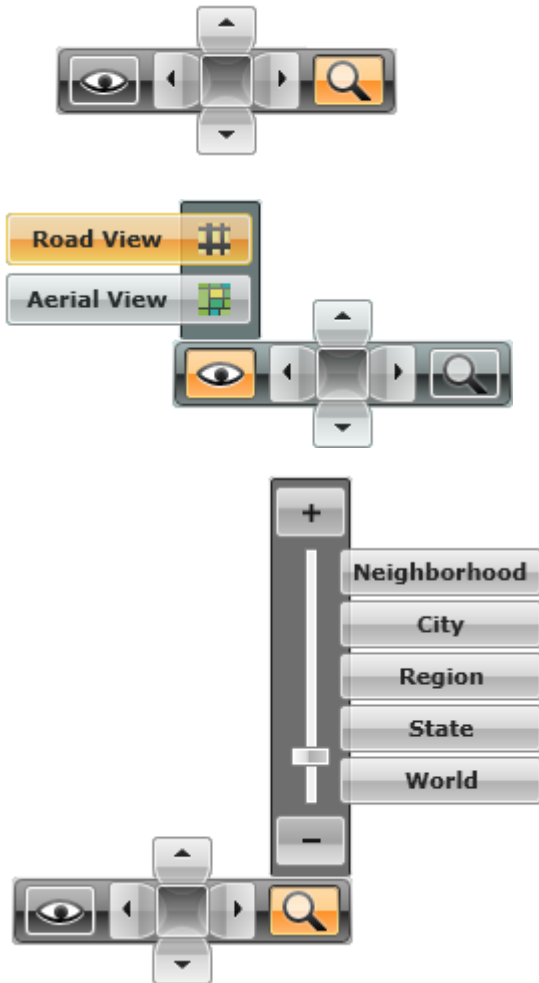 Road View
Aerial View
+
Neighborhood
City
Region
State
World
−